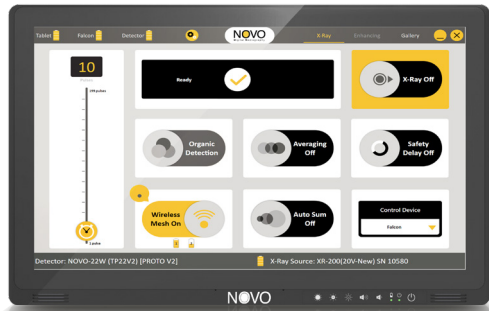 Tablet
Falcon
Detector
NOVO
X-Ray
Enhancing
Gallery
10
Pulses
199 pulses
1 pulse
Ready
X-Ray Off
Organic
Detection
Averaging
Off
Safety
Delay Off
Wireless
Mesh On
Auto Sum
Off
Control Device
Falcon
Detector: NOVO-22W (TP22V2) [PROTO V2]
X-Ray Source: XR-200(20V-New) SN 10580
NOVO